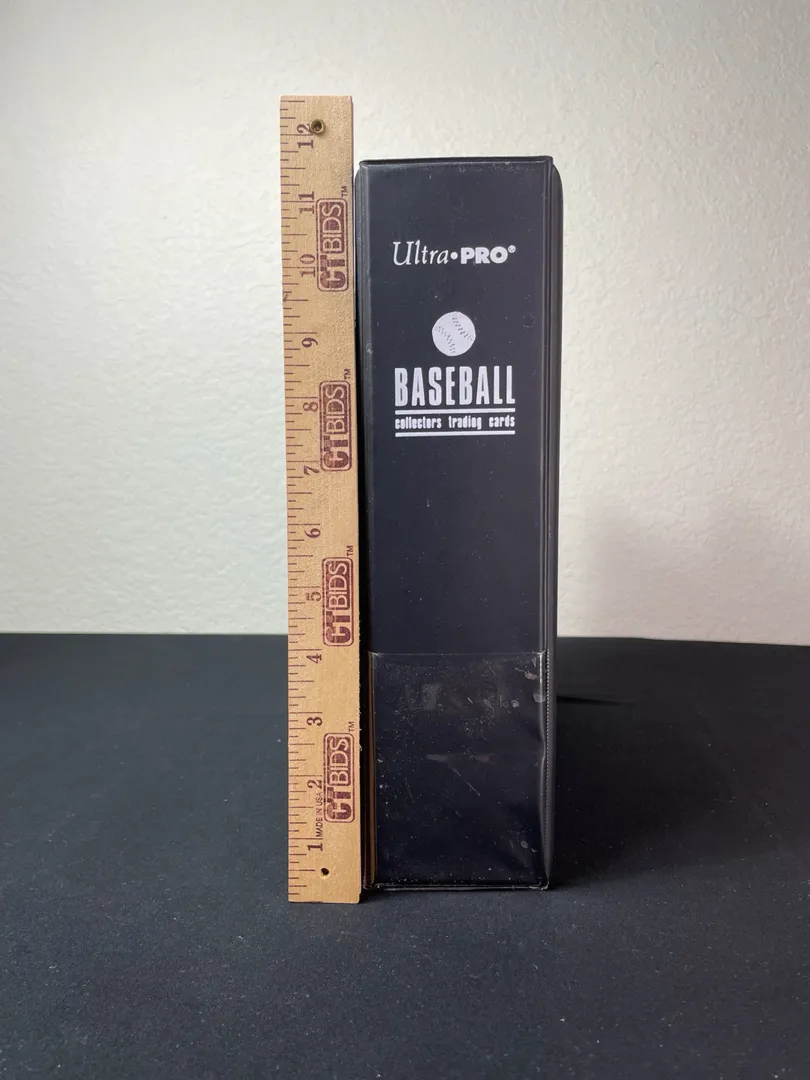 Ultra•PRO®
BASEBALL
collectors trading cards
12
11
10
9
8
7
6
5
4
3
2
1
CTBIDS™
CTBIDS™
CTBIDS™
CTBIDS™
MADE IN USA